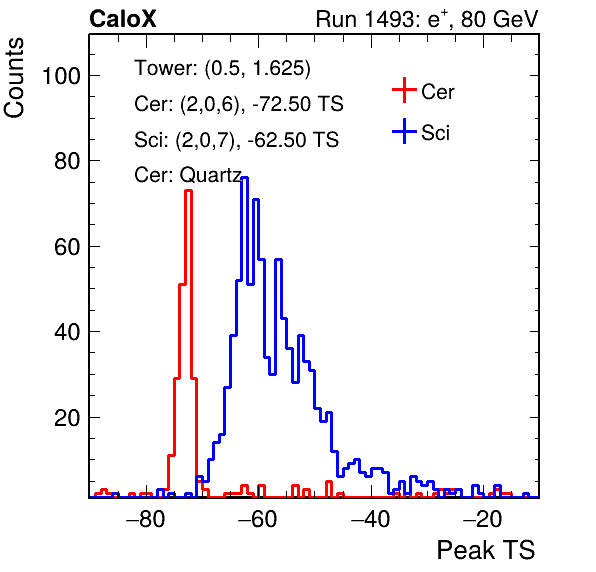 CaloX Run 1493: e⁺, 80 GeV
Counts
Tower: (0.5, 1.625)
Cer: (2,0,6), -72.50 TS
Sci: (2,0,7), -62.50 TS
Cer: Quartz
Cer
Sci
100
80
60
40
20
−80 −60 −40 −20
Peak TS